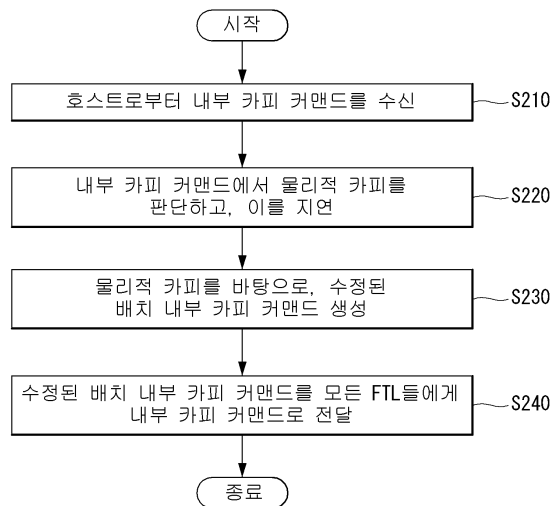 시작
호스트로부터 내부 카피 커맨드를 수신
S210
내부 카피 커맨드에서 물리적 카피를
판단하고, 이를 지연
S220
물리적 카피를 바탕으로, 수정된
배치 내부 카피 커맨드 생성
S230
수정된 배치 내부 카피 커맨드를 모든 FTL들에게
내부 카피 커맨드로 전달
S240
종료